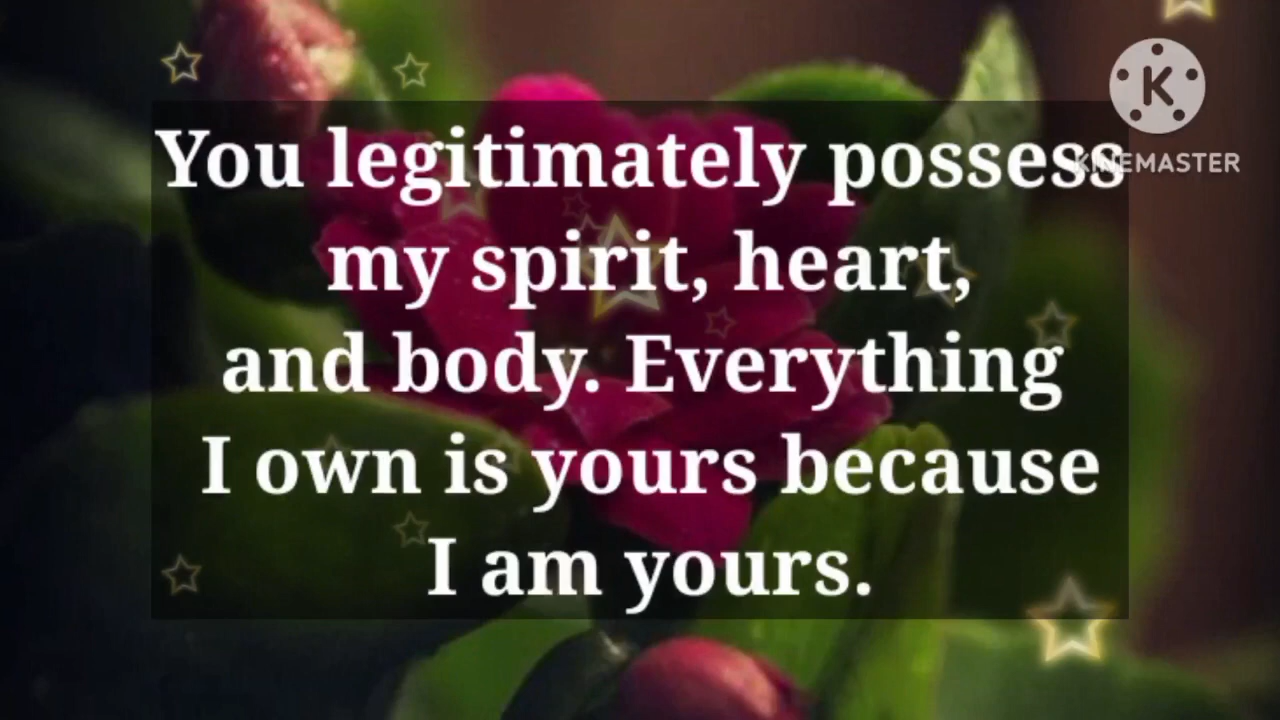 You legitimately possess
my spirit, heart,
and body. Everything
I own is yours because
I am yours.
K
KINEMASTER